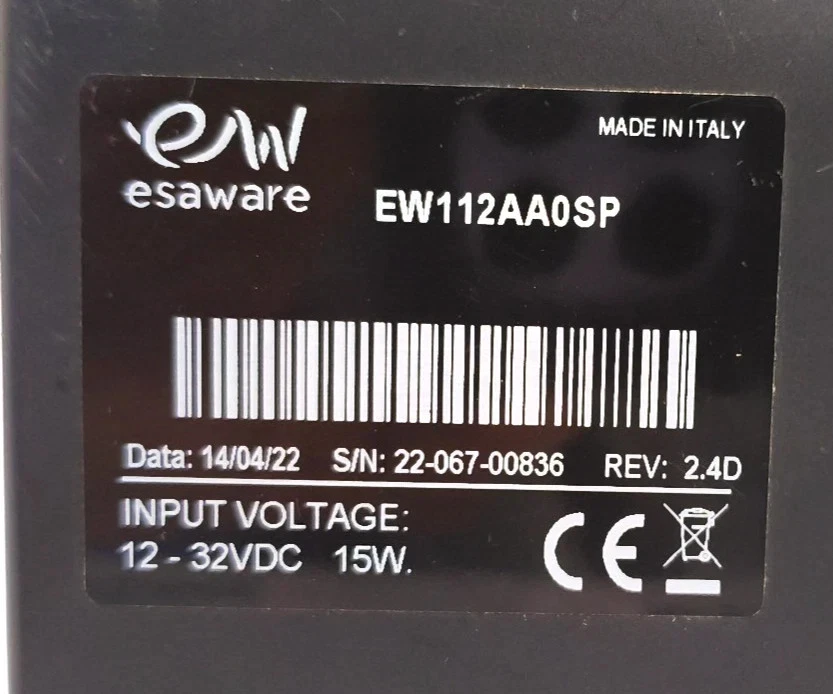 MADE IN ITALY
ew
esaware
EW112AA0SP
Data: 14/04/22 S/N: 22-067-00836 REV: 2.4D
INPUT VOLTAGE:
12 - 32VDC 15W.
CE